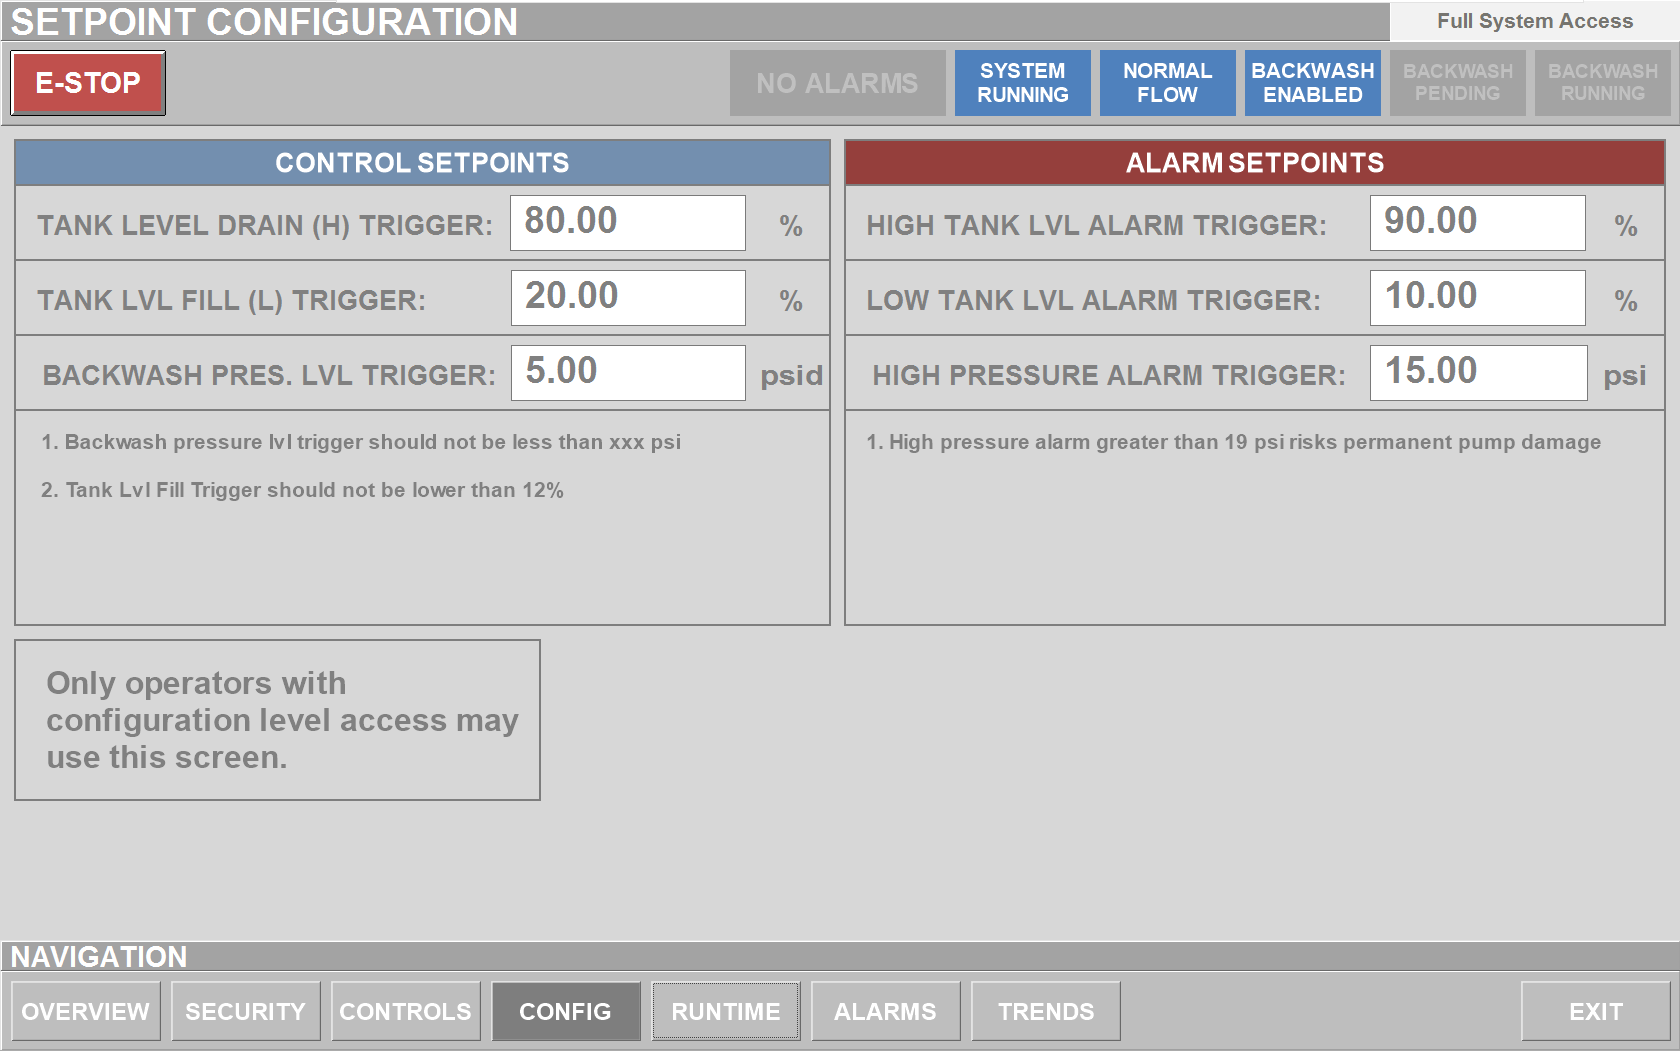 SETPOINT CONFIGURATION
Full System Access
E-STOP
NO ALARMS
SYSTEM
RUNNING
NORMAL
FLOW
BACKWASH
ENABLED
BACKWASH
PENDING
BACKWASH
RUNNING
CONTROL SETPOINTS
TANK LEVEL DRAIN (H) TRIGGER: 80.00 %
TANK LVL FILL (L) TRIGGER: 20.00 %
BACKWASH PRES. LVL TRIGGER: 5.00 psid
1. Backwash pressure lvl trigger should not be less than xxx psi
2. Tank Lvl Fill Trigger should not be lower than 12%
ALARM SETPOINTS
HIGH TANK LVL ALARM TRIGGER: 90.00 %
LOW TANK LVL ALARM TRIGGER: 10.00 %
HIGH PRESSURE ALARM TRIGGER: 15.00 psi
1. High pressure alarm greater than 19 psi risks permanent pump damage
Only operators with
configuration level access may
use this screen.
NAVIGATION
OVERVIEW
SECURITY
CONTROLS
CONFIG
RUNTIME
ALARMS
TRENDS
EXIT